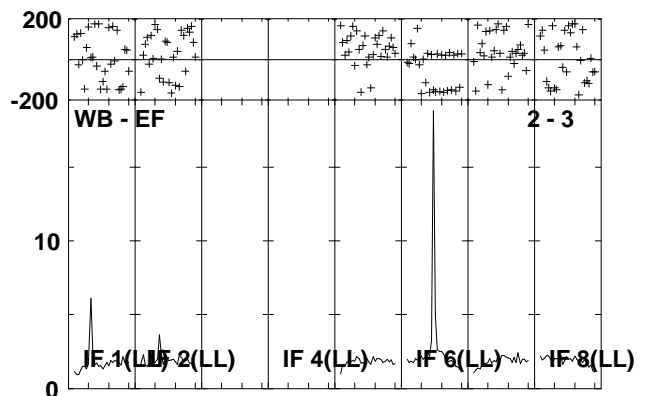 200
-200
WB - EF 2 - 3
10
IF 1(LL) IF 2(LL) IF 4(LL) IF 6(LL) IF 8(LL)
0